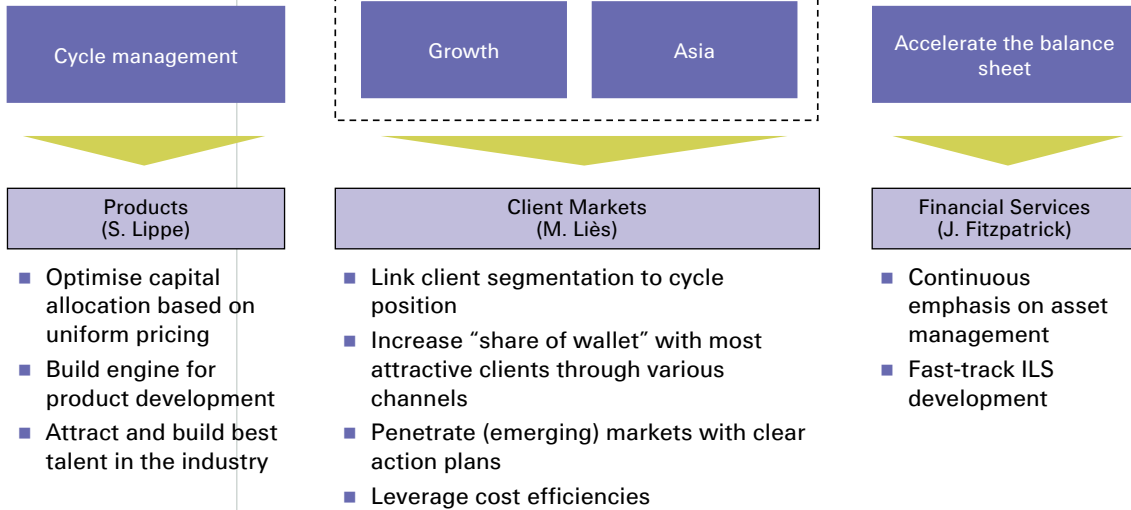 Cycle management
Growth
Asia
Accelerate the balance
sheet
Products
(S. Lippe)
■ Optimise capital
allocation based on
uniform pricing
■ Build engine for
product development
■ Attract and build best
talent in the industry
Client Markets
(M. Liès)
■ Link client segmentation to cycle
position
■ Increase “share of wallet” with most
attractive clients through various
channels
■ Penetrate (emerging) markets with clear
action plans
■ Leverage cost efficiencies
Financial Services
(J. Fitzpatrick)
■ Continuous
emphasis on asset
management
■ Fast-track ILS
development